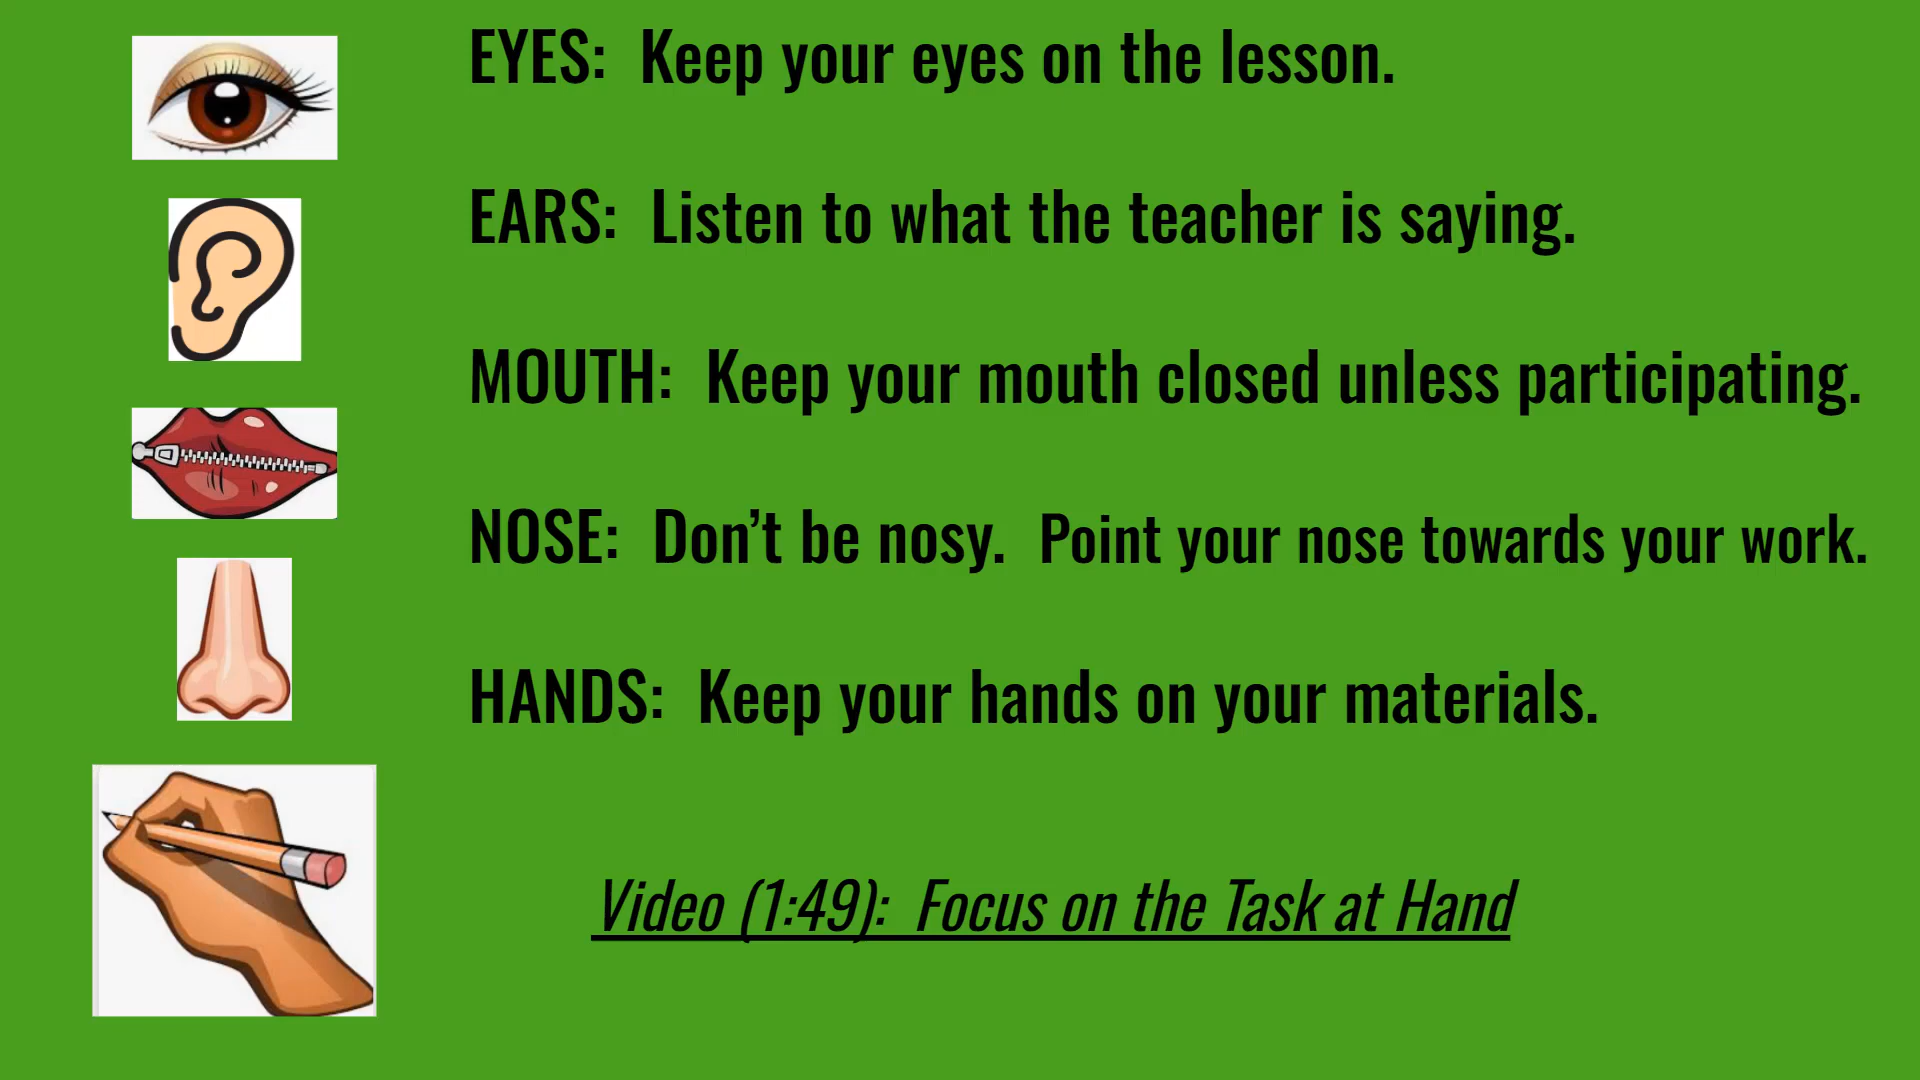 EYES: Keep your eyes on the lesson.
EARS: Listen to what the teacher is saying.
MOUTH: Keep your mouth closed unless participating.
NOSE: Don’t be nosy. Point your nose towards your work.
HANDS: Keep your hands on your materials.
Video (1:49): Focus on the Task at Hand